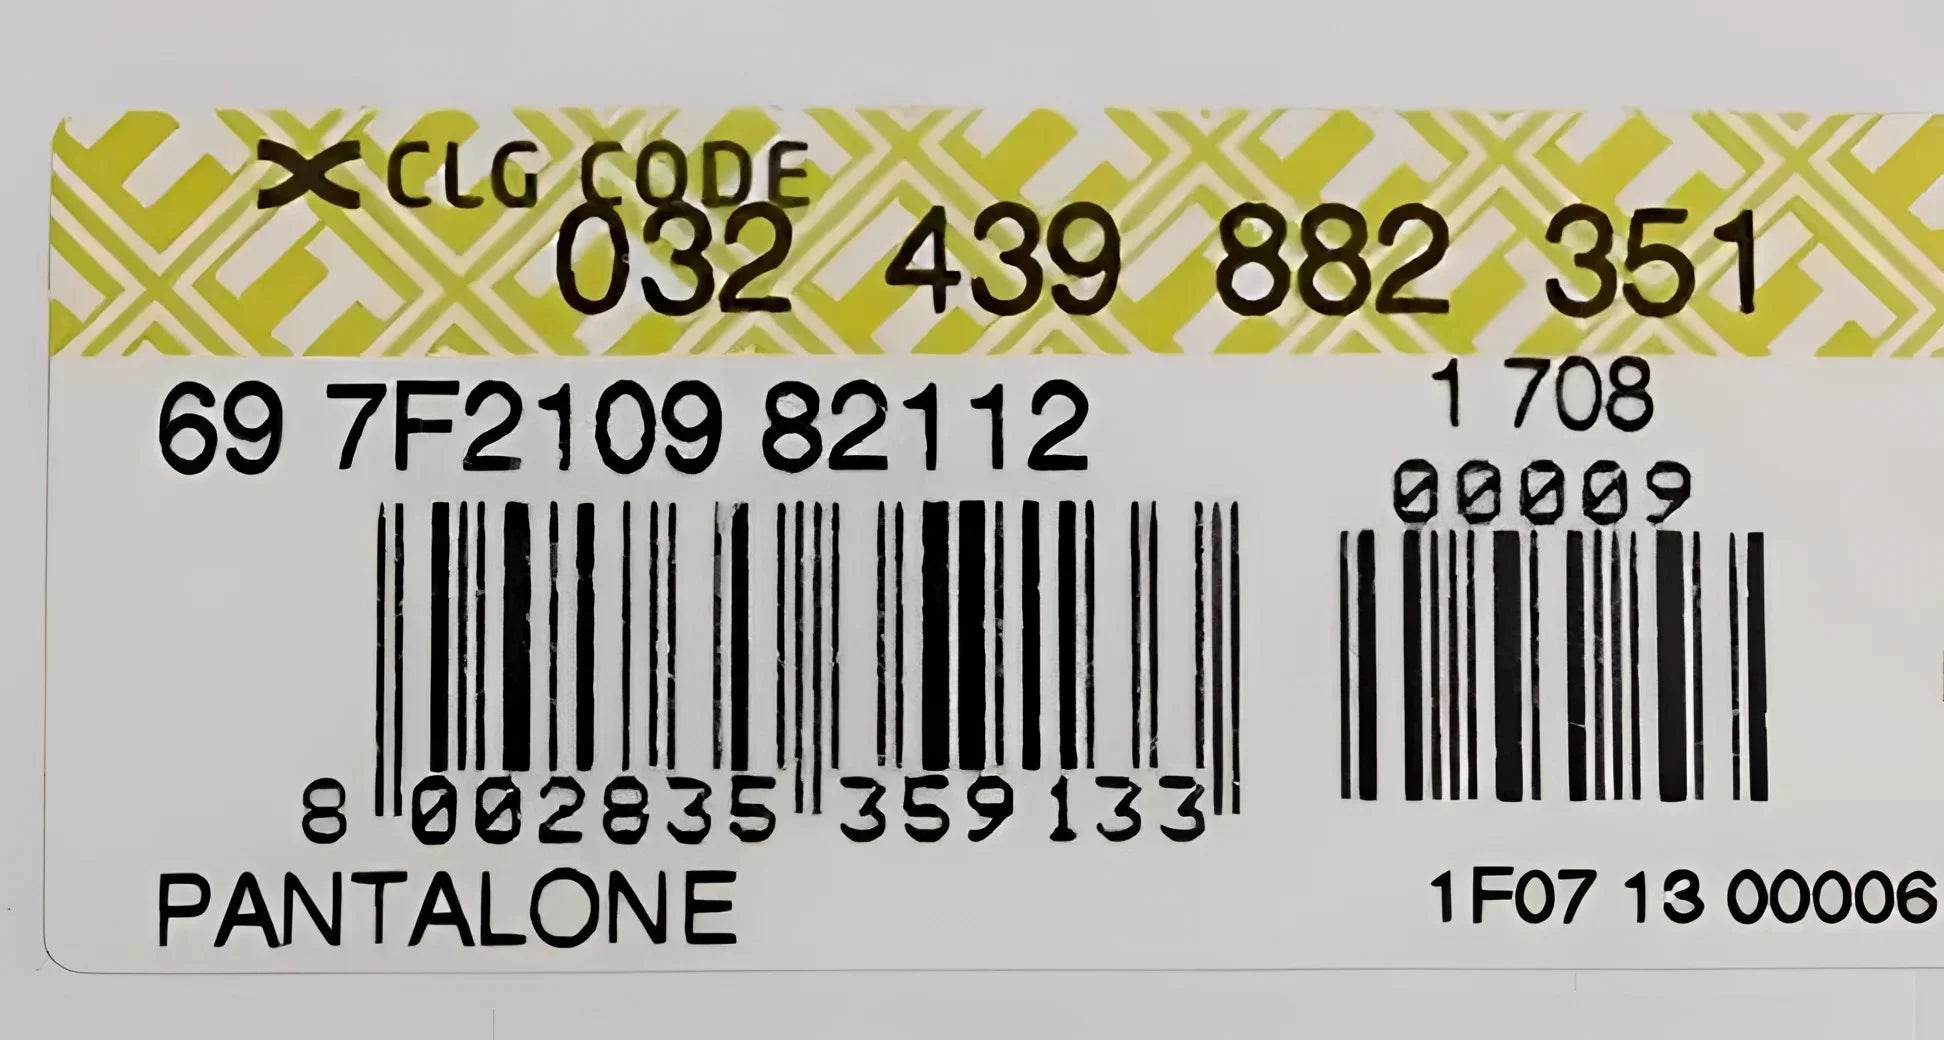 CLG CODE
032 439 882 351
69 7F2109 82112
1 708
00009
8 002835 359133
PANTALONE
1F07 13 00006